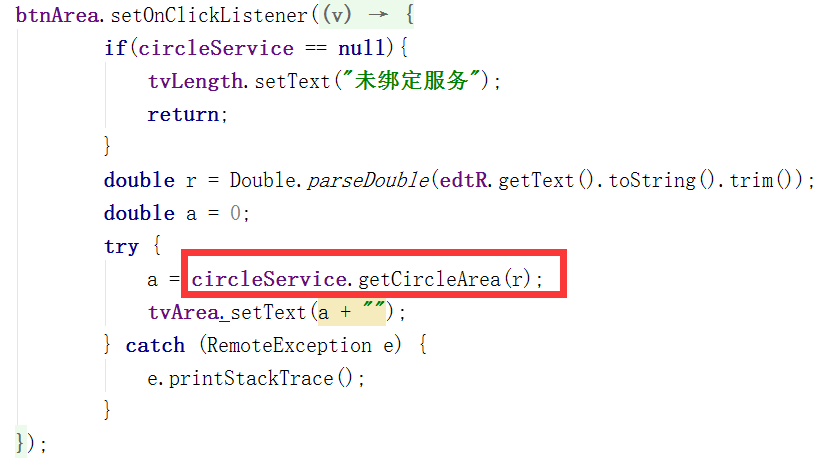 btnArea.setOnClickListener((v) → {
if(circleService == null){
tvLength.setText("未绑定服务");
return;
}
double r = Double.parseDouble(edtR.getText().toString().trim());
double a = 0;
try {
a = circleService.getCircleArea(r);
tvArea.setText(a + "");
} catch (RemoteException e) {
e.printStackTrace();
}
});